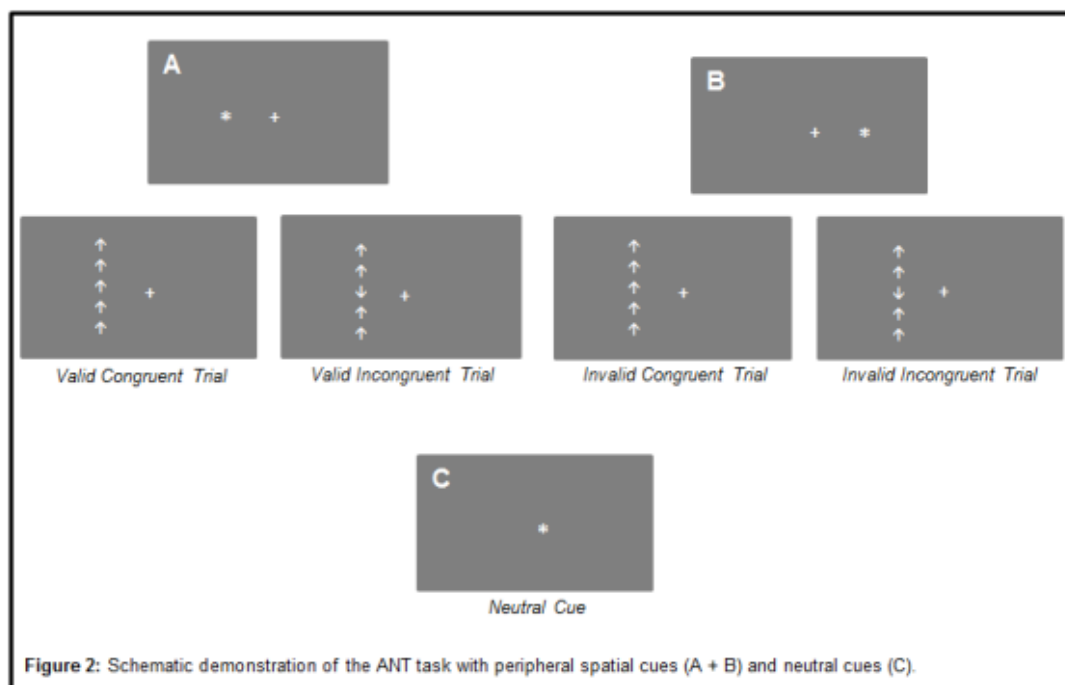 A
B
* +
+ *
↑ ↑ ↑ ↑
↑ ↑ ↑ ↑
↑ + ↓ + ↑ + ↓ +
↑ ↑ ↑ ↑
↑ ↑ ↑ ↑
Valid Congruent Trial
Valid Incongruent Trial
Invalid Congruent Trial
Invalid Incongruent Trial
C
*
Neutral Cue
Figure 2: Schematic demonstration of the ANT task with peripheral spatial cues (A + B) and neutral cues (C).